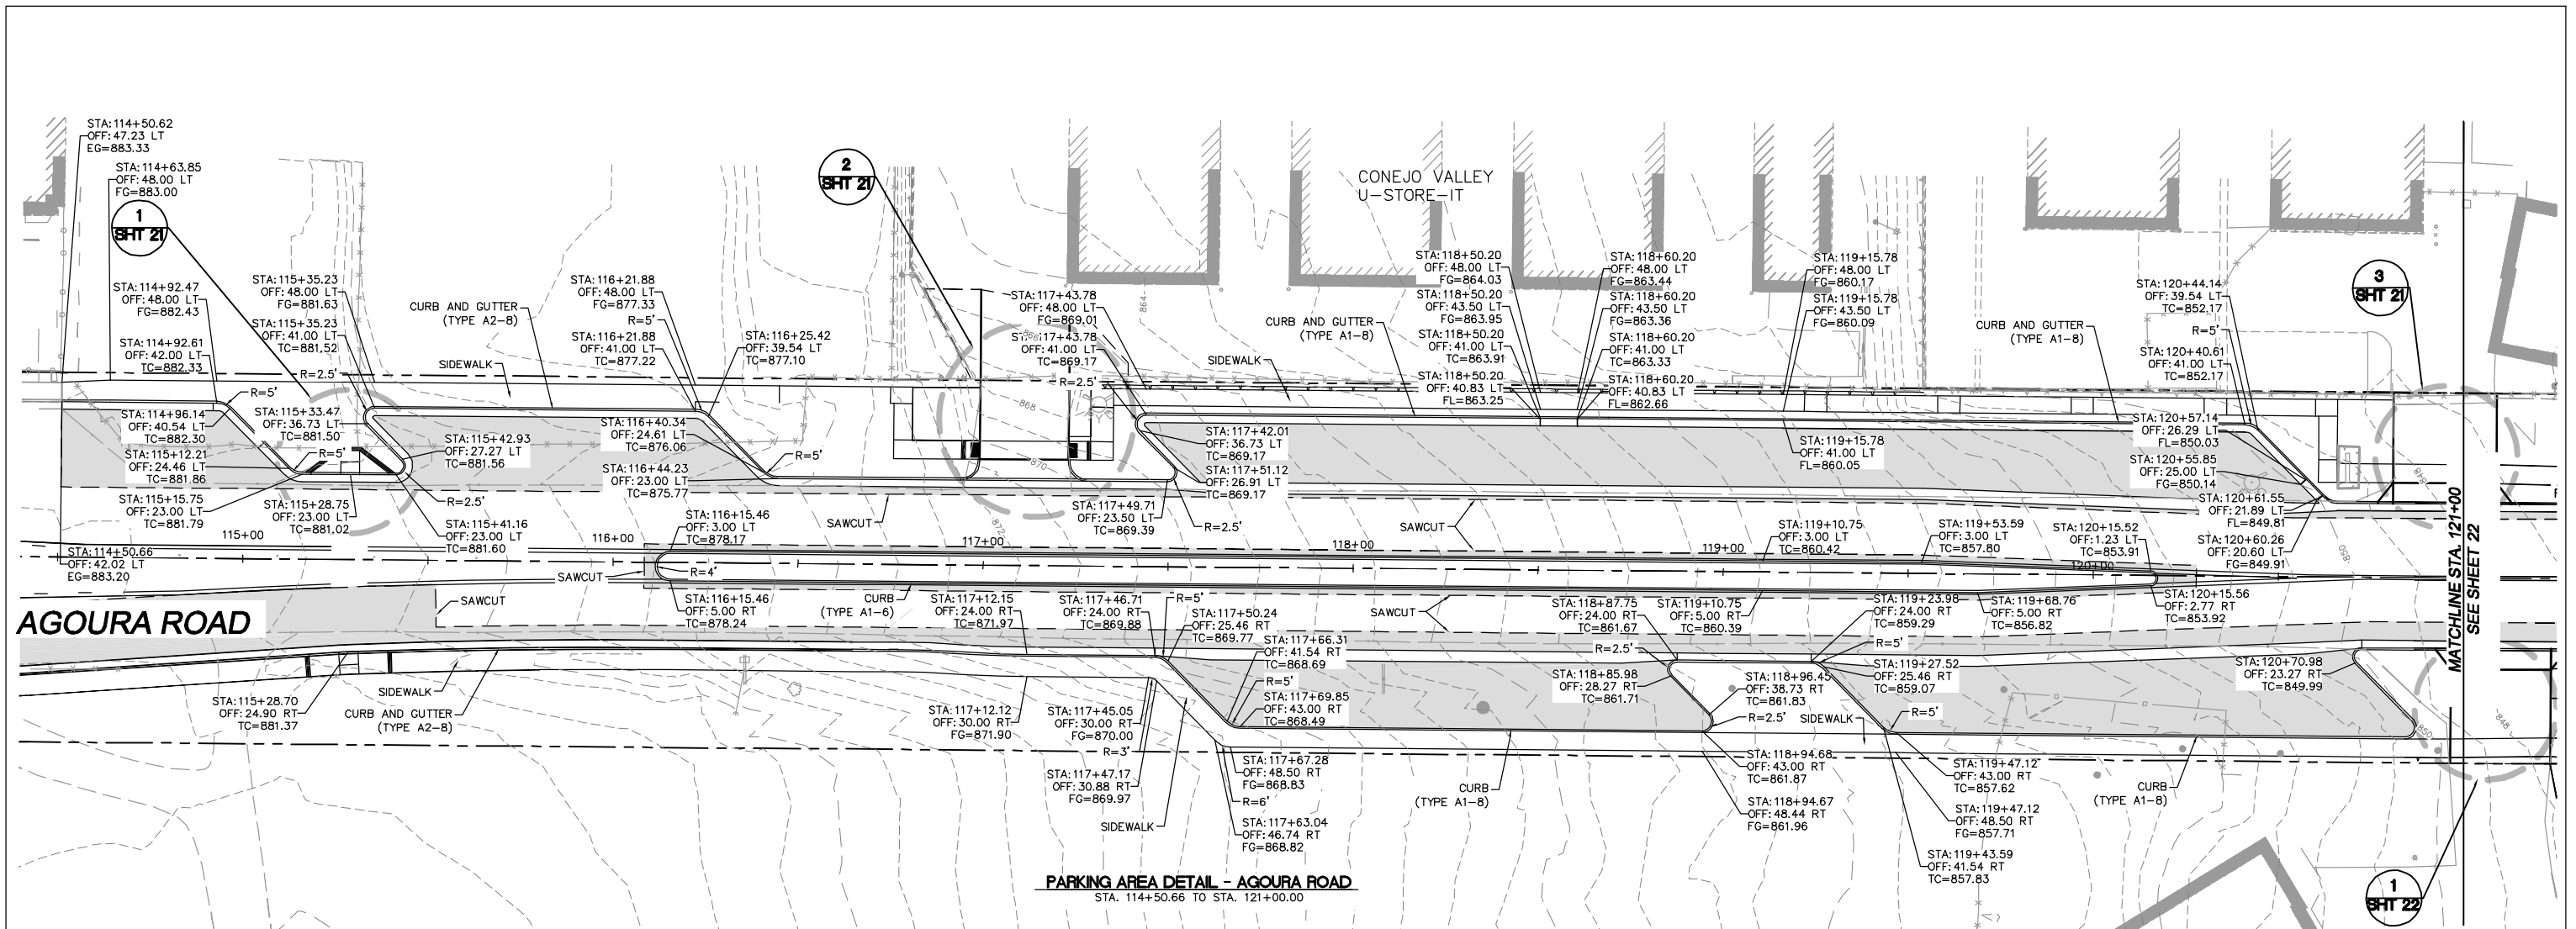 STA:114+50.62
OFF:47.23 LT
EG=883.33
STA:114+63.85
OFF:48.00 LT
FG=883.00
1
SHT 21
STA:114+92.47
OFF:48.00 LT
FG=882.43
STA:114+92.61
OFF:42.00 LT
TC=882.33
STA:115+35.23
OFF:48.00 LT
FG=881.63
STA:115+35.23
OFF:41.00 LT
TC=881.52
R=2.5'
R=5'
CURB AND GUTTER
(TYPE A2-8)
SIDEWALK
STA:116+21.88
OFF:48.00 LT
FG=877.33
R=5'
STA:116+21.88
OFF:41.00 LT
TC=877.22
STA:116+25.42
OFF:39.54 LT
TC=877.10
2
SHT 21
STA:117+43.78
OFF:48.00 LT
FG=869.01
STA:117+43.78
OFF:41.00 LT
TC=869.17
R=2.5'
CONEJO VALLEY
U-STORE-IT
864
866
868
870
872
CURB AND GUTTER
(TYPE A1-8)
SIDEWALK
STA:118+50.20
OFF:48.00 LT
FG=864.03
STA:118+50.20
OFF:43.50 LT
FG=863.95
STA:118+50.20
OFF:41.00 LT
TC=863.91
STA:118+50.20
OFF:40.83 LT
FL=863.25
STA:118+60.20
OFF:48.00 LT
FG=863.44
STA:118+60.20
OFF:43.50 LT
FG=863.36
STA:118+60.20
OFF:41.00 LT
TC=863.33
STA:118+60.20
OFF:40.83 LT
FL=862.66
STA:119+15.78
OFF:48.00 LT
FG=860.17
STA:119+15.78
OFF:43.50 LT
FG=860.09
STA:119+15.78
OFF:41.00 LT
FL=860.05
CURB AND GUTTER
(TYPE A1-8)
STA:120+44.14
OFF:39.54 LT
TC=852.17
R=5'
STA:120+40.61
OFF:41.00 LT
TC=852.17
3
SHT 21
STA:120+57.14
OFF:26.29 LT
FL=850.03
STA:120+55.85
OFF:25.00 LT
FG=850.14
STA:120+61.55
OFF:21.89 LT
FL=849.81
STA:120+60.26
OFF:20.60 LT
FG=849.91
848
850
STA:114+96.14
OFF:40.54 LT
TC=882.30
STA:115+12.21
OFF:24.46 LT
TC=881.86
STA:115+15.75
OFF:23.00 LT
TC=881.79
STA:115+33.47
OFF:36.73 LT
TC=881.50
R=5'
STA:115+28.75
OFF:23.00 LT
TC=881.02
STA:115+42.93
OFF:27.27 LT
TC=881.56
R=2.5'
STA:115+41.16
OFF:23.00 LT
TC=881.60
STA:116+40.34
OFF:24.61 LT
TC=876.06
R=5'
STA:116+44.23
OFF:23.00 LT
TC=875.77
STA:117+42.01
OFF:36.73 LT
TC=869.17
STA:117+51.12
OFF:26.91 LT
TC=869.17
STA:117+49.71
OFF:23.50 LT
TC=869.39
R=2.5'
SAWCUT
SAWCUT
115+00
116+00
117+00
118+00
119+00
120+00
STA:114+50.66
OFF:42.02 LT
EG=883.20
STA:116+15.46
OFF:3.00 LT
TC=878.17
R=4'
SAWCUT
STA:116+15.46
OFF:5.00 RT
TC=878.24
CURB
(TYPE A1-6)
STA:119+10.75
OFF:3.00 LT
TC=860.42
STA:119+53.59
OFF:3.00 LT
TC=857.80
STA:120+15.52
OFF:1.23 LT
TC=853.91
STA:120+15.56
OFF:2.77 RT
TC=853.92
STA:119+68.76
OFF:5.00 RT
TC=856.82
AGOURA ROAD
SAWCUT
STA:117+12.15
OFF:24.00 RT
TC=871.97
STA:117+46.71
OFF:24.00 RT
TC=869.88
R=5'
STA:117+50.24
OFF:25.46 RT
TC=869.77
STA:117+66.31
OFF:41.54 RT
TC=868.69
R=5'
STA:117+69.85
OFF:43.00 RT
TC=868.49
SAWCUT
STA:118+87.75
OFF:24.00 RT
TC=861.67
R=2.5'
STA:119+10.75
OFF:5.00 RT
TC=860.39
STA:119+23.98
OFF:24.00 RT
TC=859.29
R=5'
STA:119+27.52
OFF:25.46 RT
TC=859.07
STA:118+85.98
OFF:28.27 RT
TC=861.71
STA:118+96.45
OFF:38.73 RT
TC=861.83
R=2.5'
SIDEWALK
R=5'
STA:120+70.98
OFF:23.27 RT
TC=849.99
850
848
MATCHLINE STA. 121+00
SEE SHEET 22
STA:115+28.70
OFF:24.90 RT
TC=881.37
SIDEWALK
CURB AND GUTTER
(TYPE A2-8)
STA:117+12.12
OFF:30.00 RT
FG=871.90
STA:117+45.05
OFF:30.00 RT
FG=870.00
R=3'
STA:117+47.17
OFF:30.88 RT
FG=869.97
SIDEWALK
STA:117+67.28
OFF:48.50 RT
FG=868.83
R=6'
STA:117+63.04
OFF:46.74 RT
FG=868.82
CURB
(TYPE A1-8)
STA:118+94.68
OFF:43.00 RT
TC=861.87
STA:118+94.67
OFF:48.44 RT
FG=861.96
STA:119+47.12
OFF:43.00 RT
TC=857.62
STA:119+47.12
OFF:48.50 RT
FG=857.71
STA:119+43.59
OFF:41.54 RT
TC=857.83
CURB
(TYPE A1-8)
1
SHT 22
PARKING AREA DETAIL - AGOURA ROAD
STA. 114+50.66 TO STA. 121+00.00